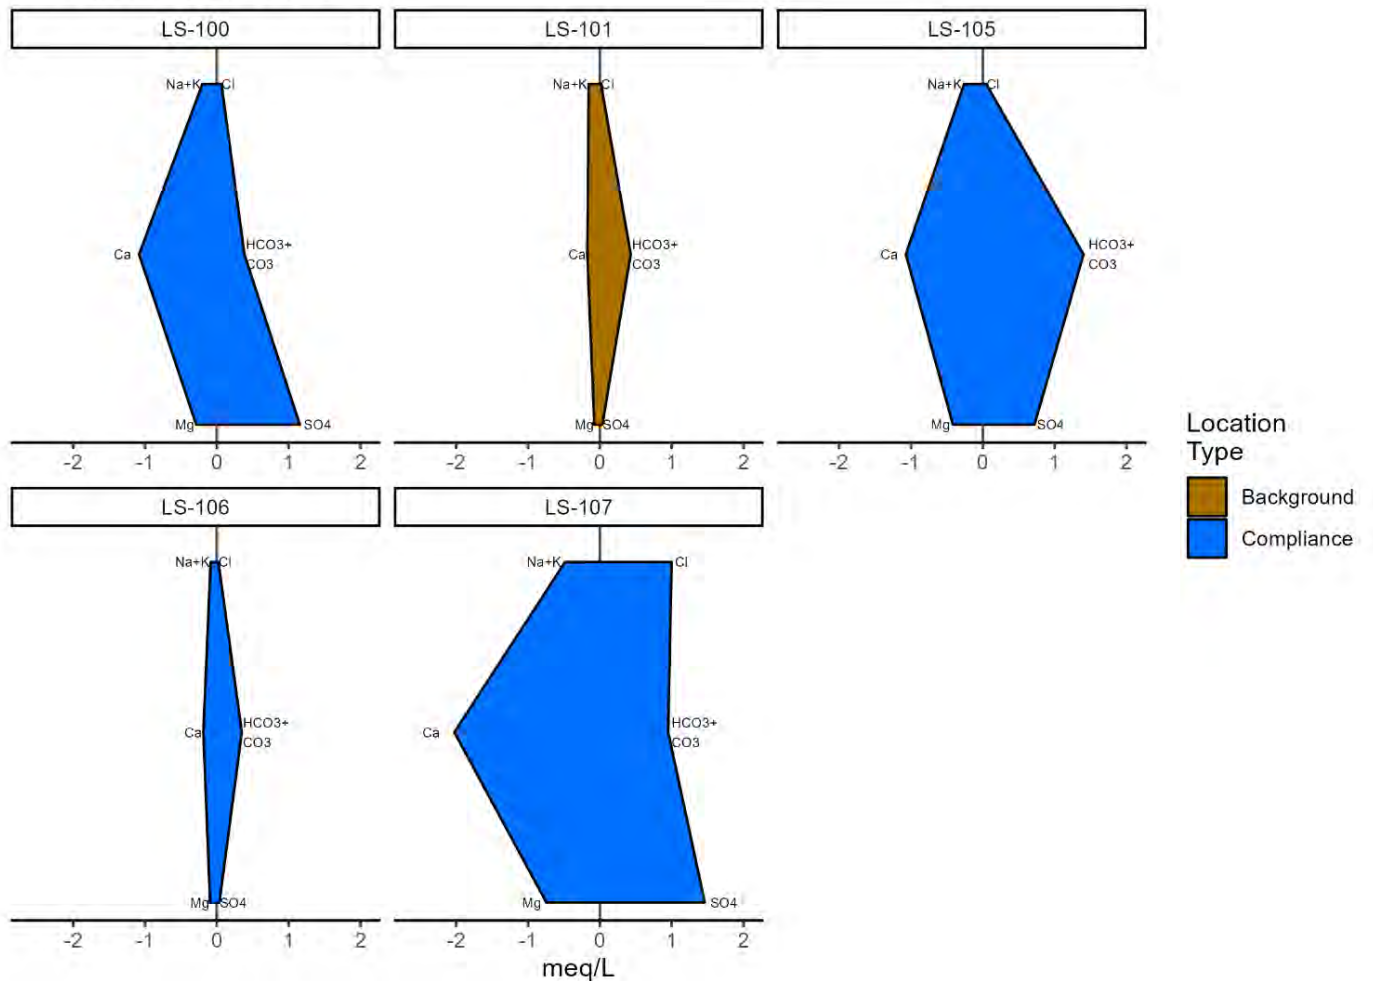 LS-100
LS-101
LS-105
Na+K Cl
Na+K Cl
Na+K Cl
Ca
HCO3+
CO3
Ca
HCO3+
CO3
Ca
HCO3+
CO3
Mg SO4
Mg SO4
Mg SO4
-2 -1 0 1 2
-2 -1 0 1 2
-2 -1 0 1 2
Location
Type
Background
Compliance
LS-106
LS-107
Na+K Cl
Na+K Cl
Ca
HCO3+
CO3
Ca
HCO3+
CO3
Mg SO4
Mg SO4
-2 -1 0 1 2
-2 -1 0 1 2
meq/L